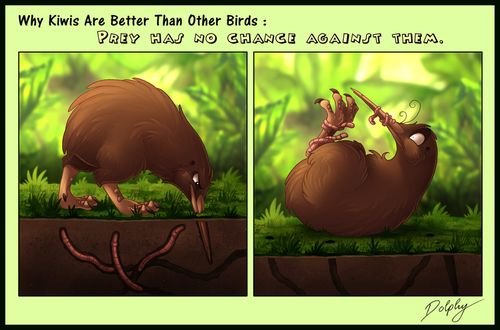 Why Kiwis Are Better Than Other Birds :
Prey has no chance against them.
Dolphy